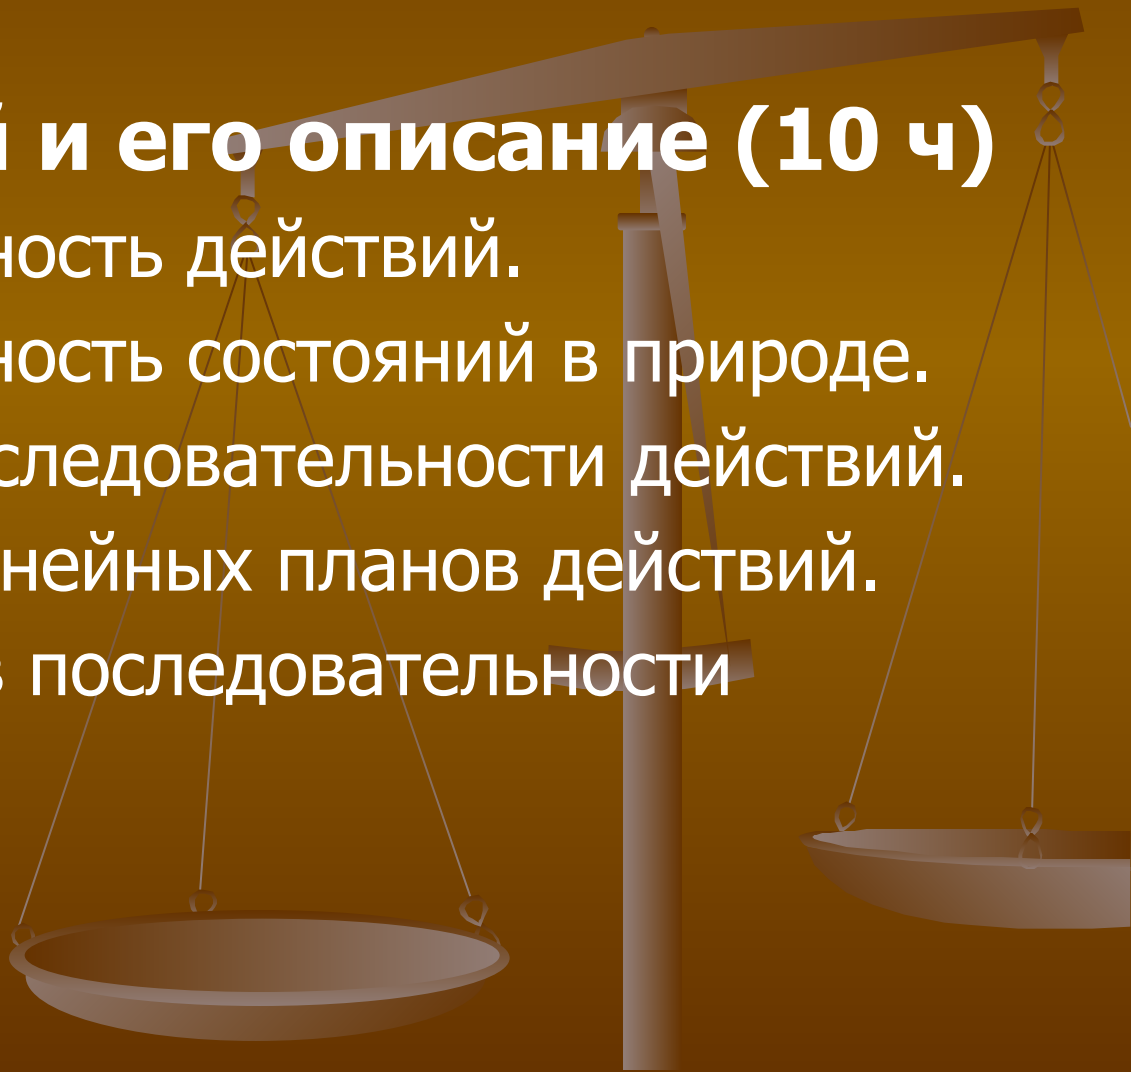 й и его описание (10 ч)
ность действий.
ность состояний в природе.
следовательности действий.
нейных планов действий.
в последовательности